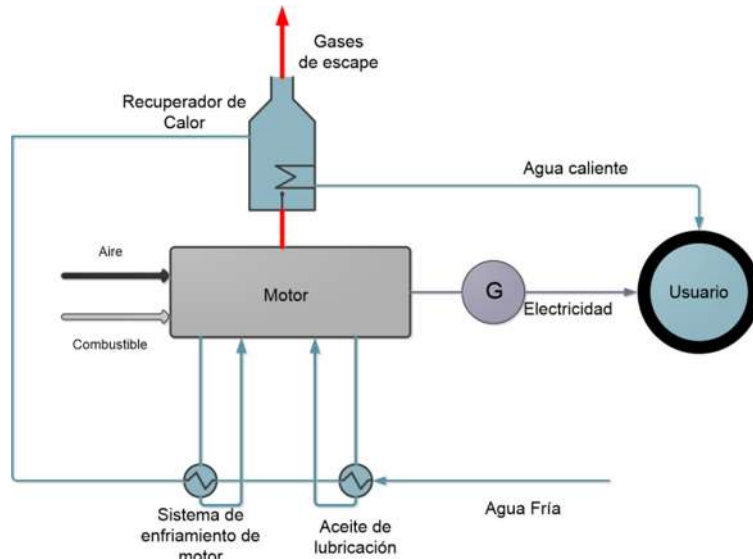 Gases
de escape
Recuperador de
Calor
Agua caliente
Aire
Motor
G
Usuario
Electricidad
Combustible
Agua Fría
Sistema de
enfriamiento de
motor
Aceite de
lubricación